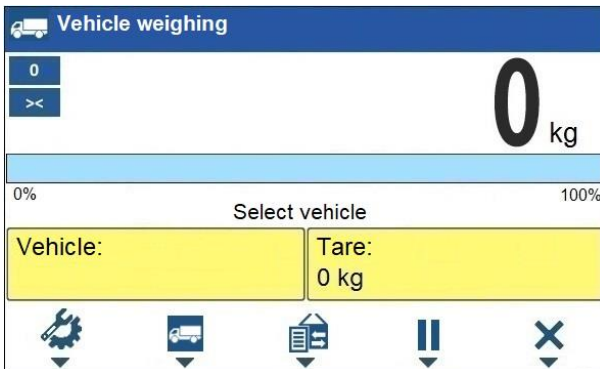 Vehicle weighing
0
><
0 kg
0%
100%
Select vehicle
Vehicle:
Tare:
0 kg